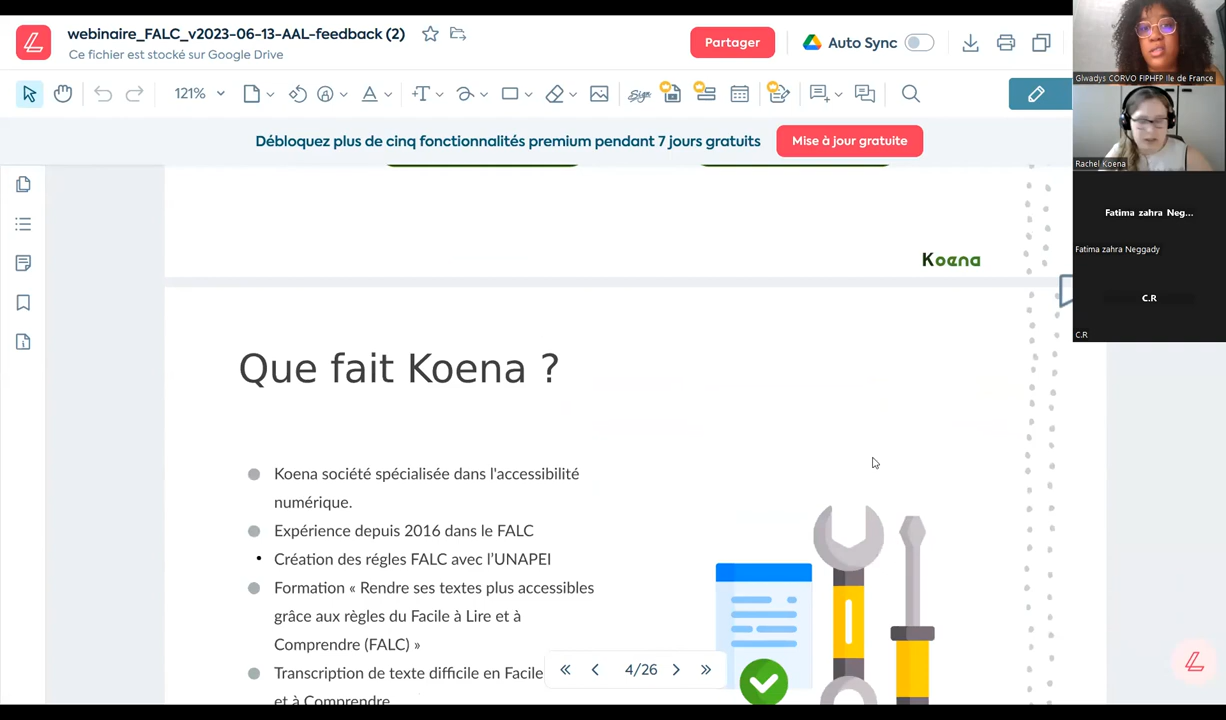 webinaire_FALC_v2023-06-13-AAL-feedback (2)
Ce fichier est stocké sur Google Drive
Partager
Auto Sync
121%
Sign
Débloquez plus de cinq fonctionnalités premium pendant 7 jours gratuits
Mise à jour gratuite
Glwadys CORVO FIPHFP Ile de France
Rachel Koena
Fatima zahra Neg...
Fatima zahra Neggady
C.R
C.R
Koena
Que fait Koena ?
Koena société spécialisée dans l'accessibilité
numérique.
Expérience depuis 2016 dans le FALC
Création des régles FALC avec l’UNAPEI
Formation « Rendre ses textes plus accessibles
grâce aux règles du Facile à Lire et à
Comprendre (FALC) »
Transcription de texte difficile en Facile
et à Comprendre
4/26